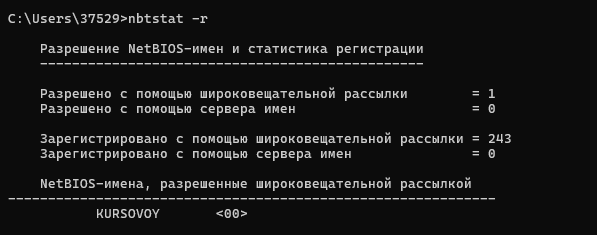 C:\Users\37529>nbtstat -r
Разрешение NetBIOS-имен и статистика регистрации
------------------------------------------------
Разрешено с помощью широковещательной рассылки        = 1
Разрешено с помощью сервера имен                      = 0
Зарегистрировано с помощью широковещательной рассылки = 243
Зарегистрировано с помощью сервера имен               = 0
NetBIOS-имена, разрешенные широковещательной рассылкой
-------------------------------------------------------------
KURSOVOY       <00>